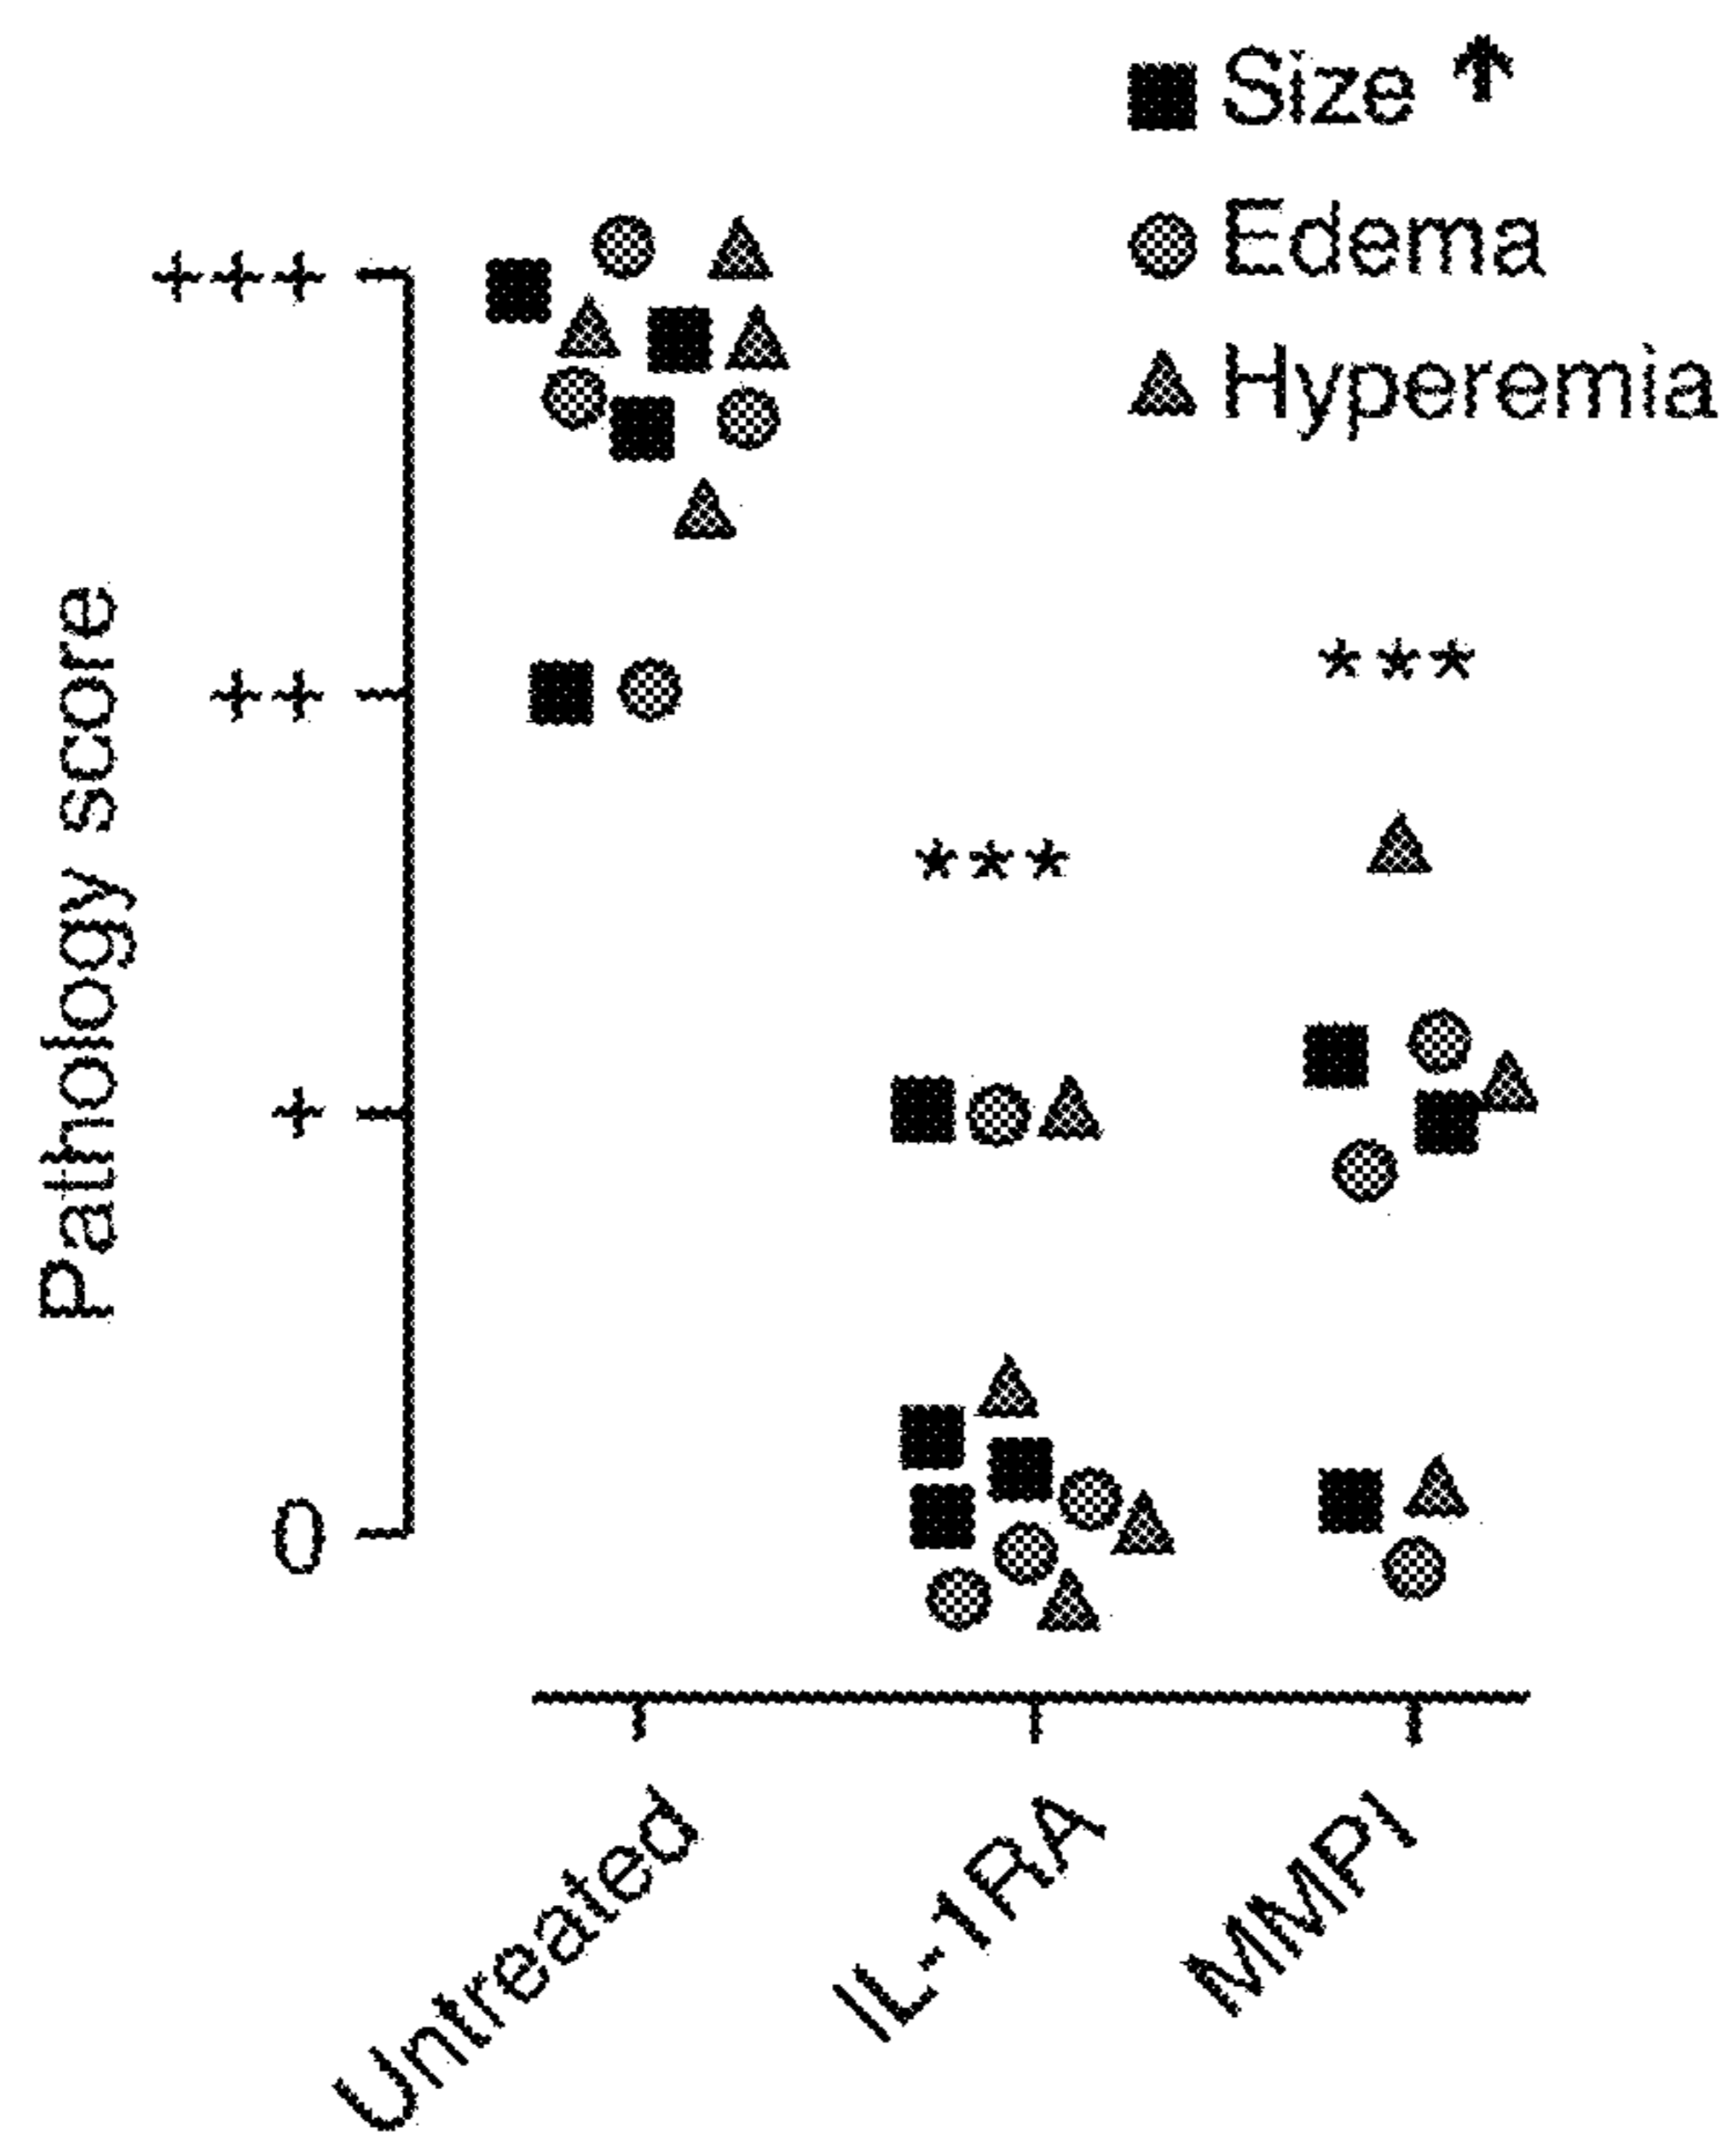 Size ↑
Edema
Hyperemia
+++
++
+
0
Pathology score
***
***
Untreated
IL-1RA
MMPI